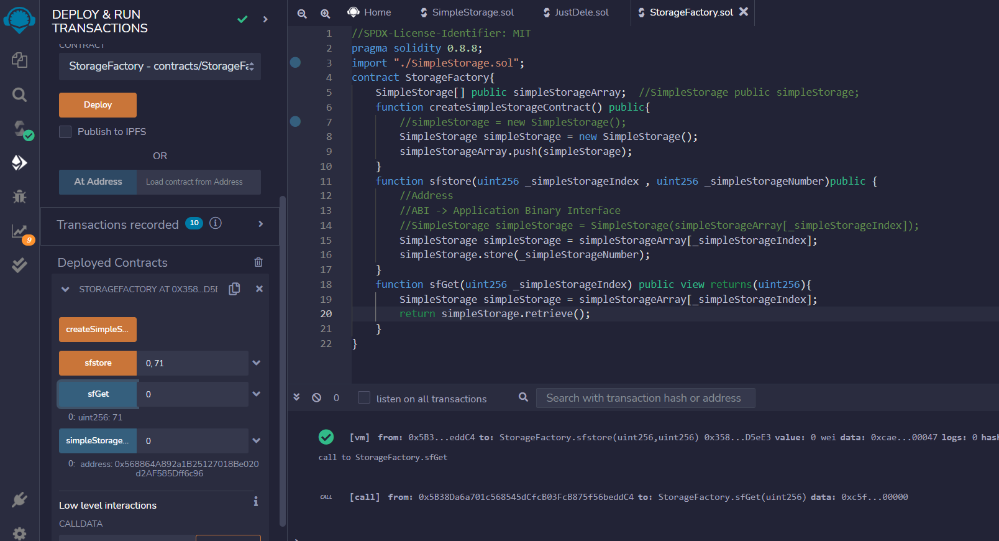 DEPLOY & RUN
TRANSACTIONS
CONTRACT
StorageFactory - contracts/StorageFa
Deploy
Publish to IPFS
OR
At Address
Load contract from Address
Transactions recorded 10
9
Deployed Contracts
STORAGEFACTORY AT 0X358...D5E
createSimpleS...
sfstore
0, 71
sfGet
0
0: uint256: 71
simpleStorage...
0
0: address: 0x568864A892a1B25127018Be020
d2AF585Dff6c96
Low level interactions
CALLDATA
Home
SimpleStorage.sol
JustDele.sol
StorageFactory.sol
1 //SPDX-License-Identifier: MIT
2 pragma solidity 0.8.8;
3 import "./SimpleStorage.sol";
4 contract StorageFactory{
5 SimpleStorage[] public simpleStorageArray; //SimpleStorage public simpleStorage;
6 function createSimpleStorageContract() public{
7 //simpleStorage = new SimpleStorage();
8 SimpleStorage simpleStorage = new SimpleStorage();
9 simpleStorageArray.push(simpleStorage);
10 }
11 function sfstore(uint256 _simpleStorageIndex , uint256 _simpleStorageNumber)public {
12 //Address
13 //ABI -> Application Binary Interface
14 //SimpleStorage simpleStorage = SimpleStorage(simpleStorageArray[_simpleStorageIndex]);
15 SimpleStorage simpleStorage = simpleStorageArray[_simpleStorageIndex];
16 simpleStorage.store(_simpleStorageNumber);
17 }
18 function sfGet(uint256 _simpleStorageIndex) public view returns(uint256){
19 SimpleStorage simpleStorage = simpleStorageArray[_simpleStorageIndex];
20 return simpleStorage.retrieve();
21 }
22 }
0
listen on all transactions
Search with transaction hash or address
[vm] from: 0x5B3...eddC4 to: StorageFactory.sfstore(uint256,uint256) 0x358...D5eE3 value: 0 wei data: 0xcae...00047 logs: 0 hash
call to StorageFactory.sfGet
CALL [call] from: 0x5B38Da6a701c568545dCfcB03FcB875f56beddC4 to: StorageFactory.sfGet(uint256) data: 0xc5f...00000